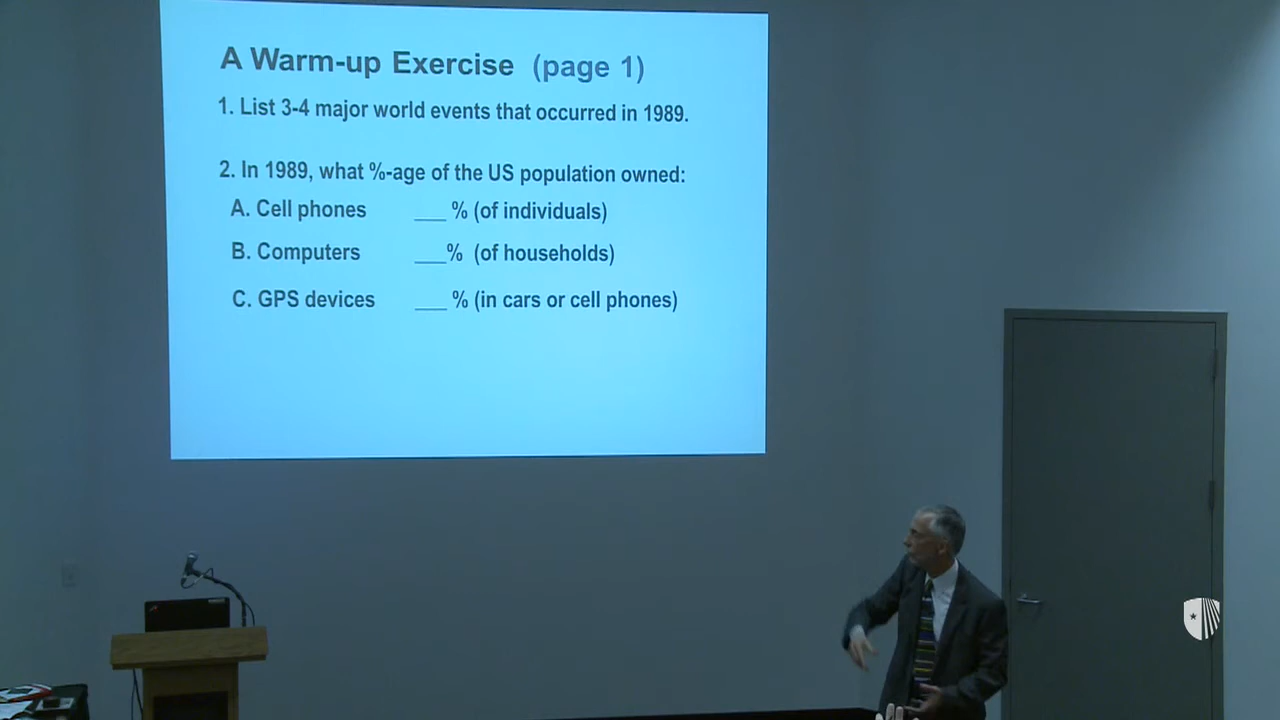 A Warm-up Exercise (page 1)
1. List 3-4 major world events that occurred in 1989.
2. In 1989, what %-age of the US population owned:
A. Cell phones ___ % (of individuals)
B. Computers ___% (of households)
C. GPS devices ___ % (in cars or cell phones)